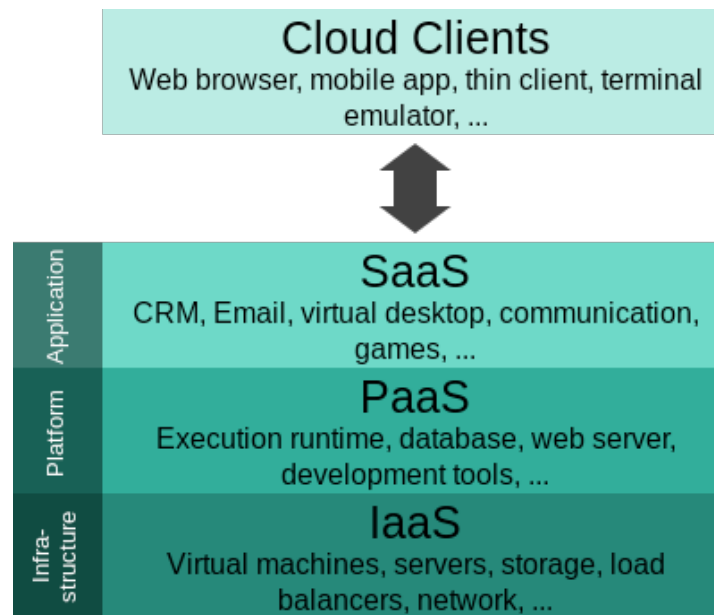 Cloud Clients
Web browser, mobile app, thin client, terminal
emulator, ...
Application
SaaS
CRM, Email, virtual desktop, communication,
games, ...
Platform
PaaS
Execution runtime, database, web server,
development tools, ...
Infra-
structure
IaaS
Virtual machines, servers, storage, load
balancers, network, ...